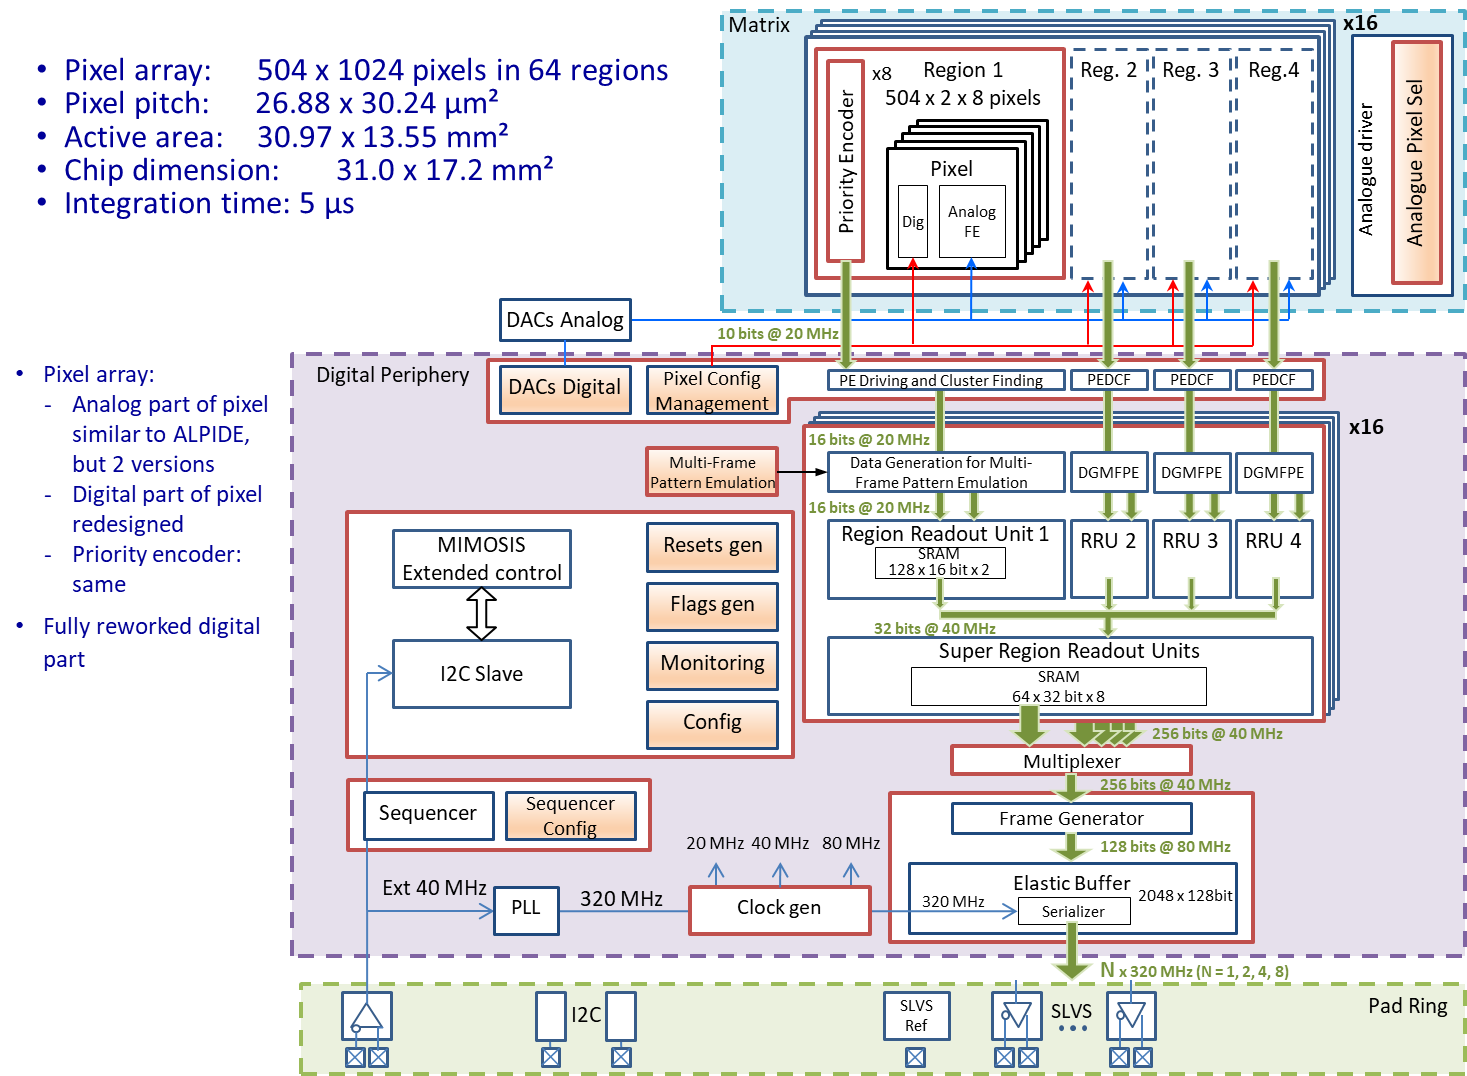 • Pixel array: 504 x 1024 pixels in 64 regions
• Pixel pitch: 26.88 x 30.24 µm²
• Active area: 30.97 x 13.55 mm²
• Chip dimension: 31.0 x 17.2 mm²
• Integration time: 5 µs
• Pixel array:
- Analog part of pixel
similar to ALPIDE,
but 2 versions
- Digital part of pixel
redesigned
- Priority encoder:
same
• Fully reworked digital
part
Matrix
x16
Priority Encoder
x8
Region 1
504 x 2 x 8 pixels
Pixel
Dig
Analog
FE
Reg. 2
Reg. 3
Reg.4
Analogue driver
Analogue Pixel Sel
DACs Analog
10 bits @ 20 MHz
Digital Periphery
DACs Digital
Pixel Config
Management
PE Driving and Cluster Finding
PEDCF
PEDCF
PEDCF
x16
16 bits @ 20 MHz
Multi-Frame
Pattern Emulation
Data Generation for Multi-
Frame Pattern Emulation
DGMFPE
DGMFPE
DGMFPE
16 bits @ 20 MHz
Region Readout Unit 1
SRAM
128 x 16 bit x 2
RRU 2
RRU 3
RRU 4
32 bits @ 40 MHz
Super Region Readout Units
SRAM
64 x 32 bit x 8
256 bits @ 40 MHz
Multiplexer
256 bits @ 40 MHz
Frame Generator
128 bits @ 80 MHz
Elastic Buffer
2048 x 128bit
Serializer
MIMOSIS
Extended control
I2C Slave
Resets gen
Flags gen
Monitoring
Config
Sequencer
Sequencer
Config
20 MHz
40 MHz
80 MHz
Ext 40 MHz
PLL
320 MHz
Clock gen
320 MHz
N x 320 MHz (N = 1, 2, 4, 8)
I2C
SLVS
Ref
SLVS
...
Pad Ring